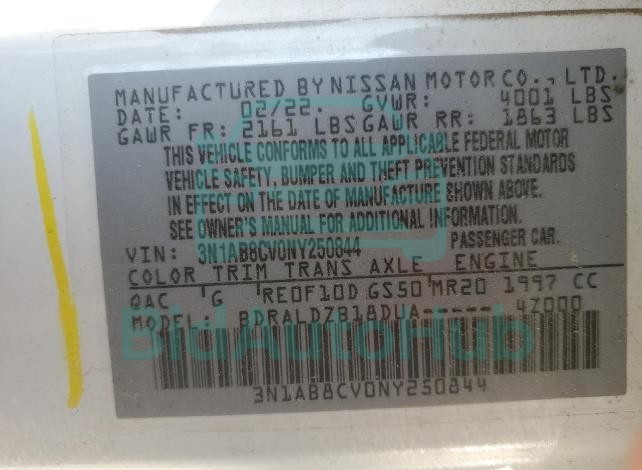 MANUFACTURED BY NISSAN MOTOR CO., LTD.
DATE: 02/22. GVWR: 4001 LBS
GAWR FR: 2161 LBS GAWR RR: 1863 LBS
THIS VEHICLE CONFORMS TO ALL APPLICABLE FEDERAL MOTOR
VEHICLE SAFETY, BUMPER AND THEFT PREVENTION STANDARDS
IN EFFECT ON THE DATE OF MANUFACTURE SHOWN ABOVE.
SEE OWNER'S MANUAL FOR ADDITIONAL INFORMATION.
VIN: 3N1AB8CV0NY250844 PASSENGER CAR.
COLOR TRIM TRANS AXLE ENGINE
QAC G RE0F10D GS50 MR20 1997 CC
MODEL: BDRALDZB18DUA----- 4Z000
BidAutoHub
3N1AB8CV0NY250844